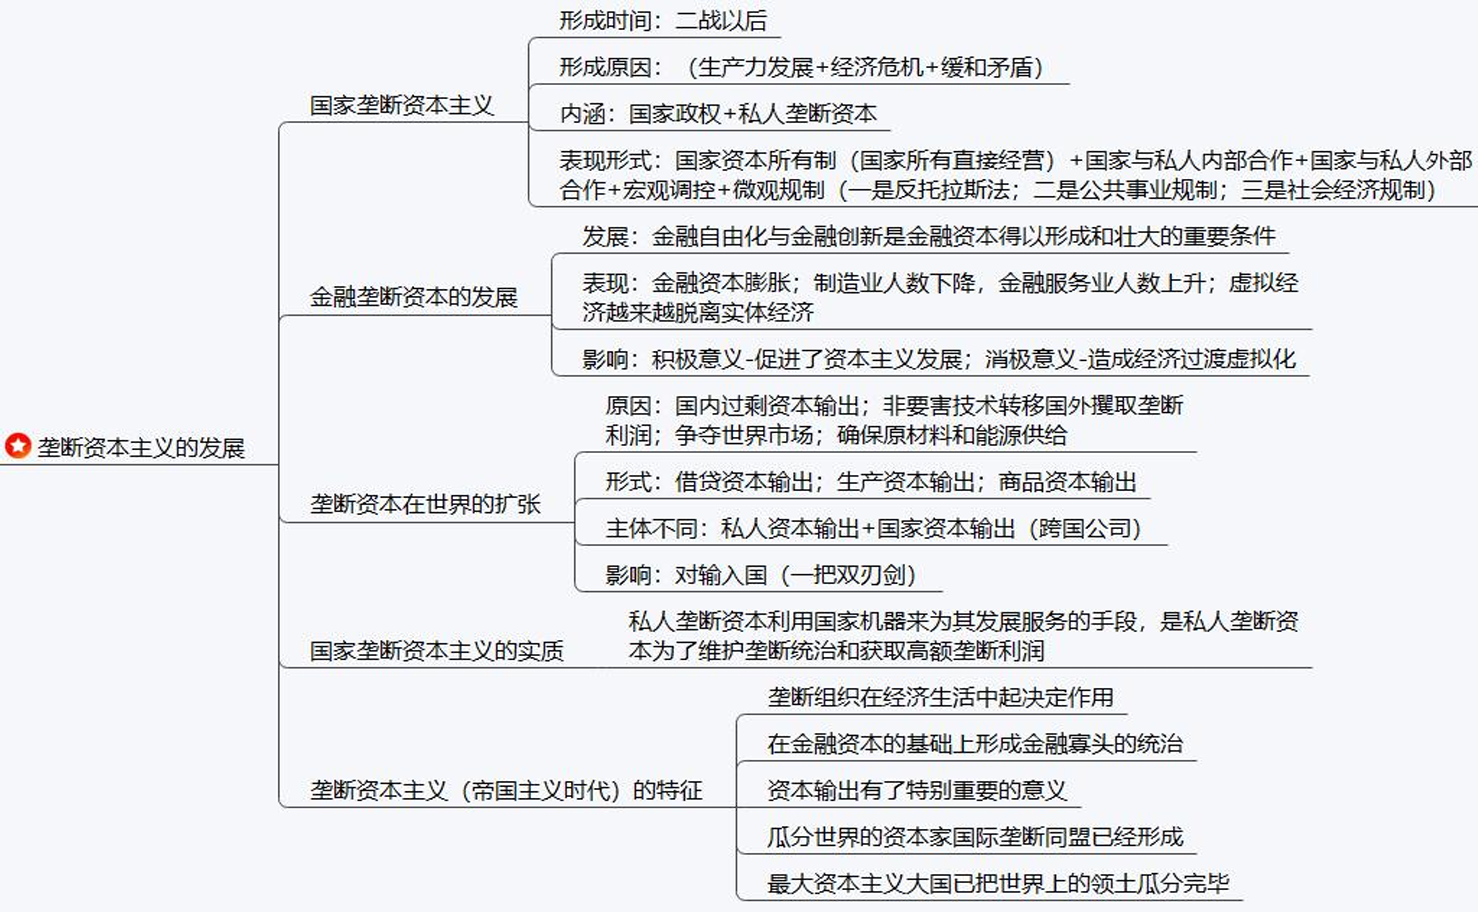 形成时间：二战以后
形成原因：（生产力发展+经济危机+缓和矛盾）
国家垄断资本主义
内涵：国家政权+私人垄断资本
表现形式：国家资本所有制（国家所有直接经营）+国家与私人内部合作+国家与私人外部
合作+宏观调控+微观规制（一是反托拉斯法；二是公共事业规制；三是社会经济规制）
发展：金融自由化与金融创新是金融资本得以形成和壮大的重要条件
金融垄断资本的发展
表现：金融资本膨胀；制造业人数下降，金融服务业人数上升；虚拟经
济越来越脱离实体经济
影响：积极意义-促进了资本主义发展；消极意义-造成经济过渡虚拟化
垄断资本主义的发展
原因：国内过剩资本输出；非要害技术转移国外攫取垄断
利润；争夺世界市场；确保原材料和能源供给
垄断资本在世界的扩张
形式：借贷资本输出；生产资本输出；商品资本输出
主体不同：私人资本输出+国家资本输出（跨国公司）
影响：对输入国（一把双刃剑）
国家垄断资本主义的实质
私人垄断资本利用国家机器来为其发展服务的手段，是私人垄断资
本为了维护垄断统治和获取高额垄断利润
垄断资本主义（帝国主义时代）的特征
垄断组织在经济生活中起决定作用
在金融资本的基础上形成金融寡头的统治
资本输出有了特别重要的意义
瓜分世界的资本家国际垄断同盟已经形成
最大资本主义大国已把世界上的领土瓜分完毕